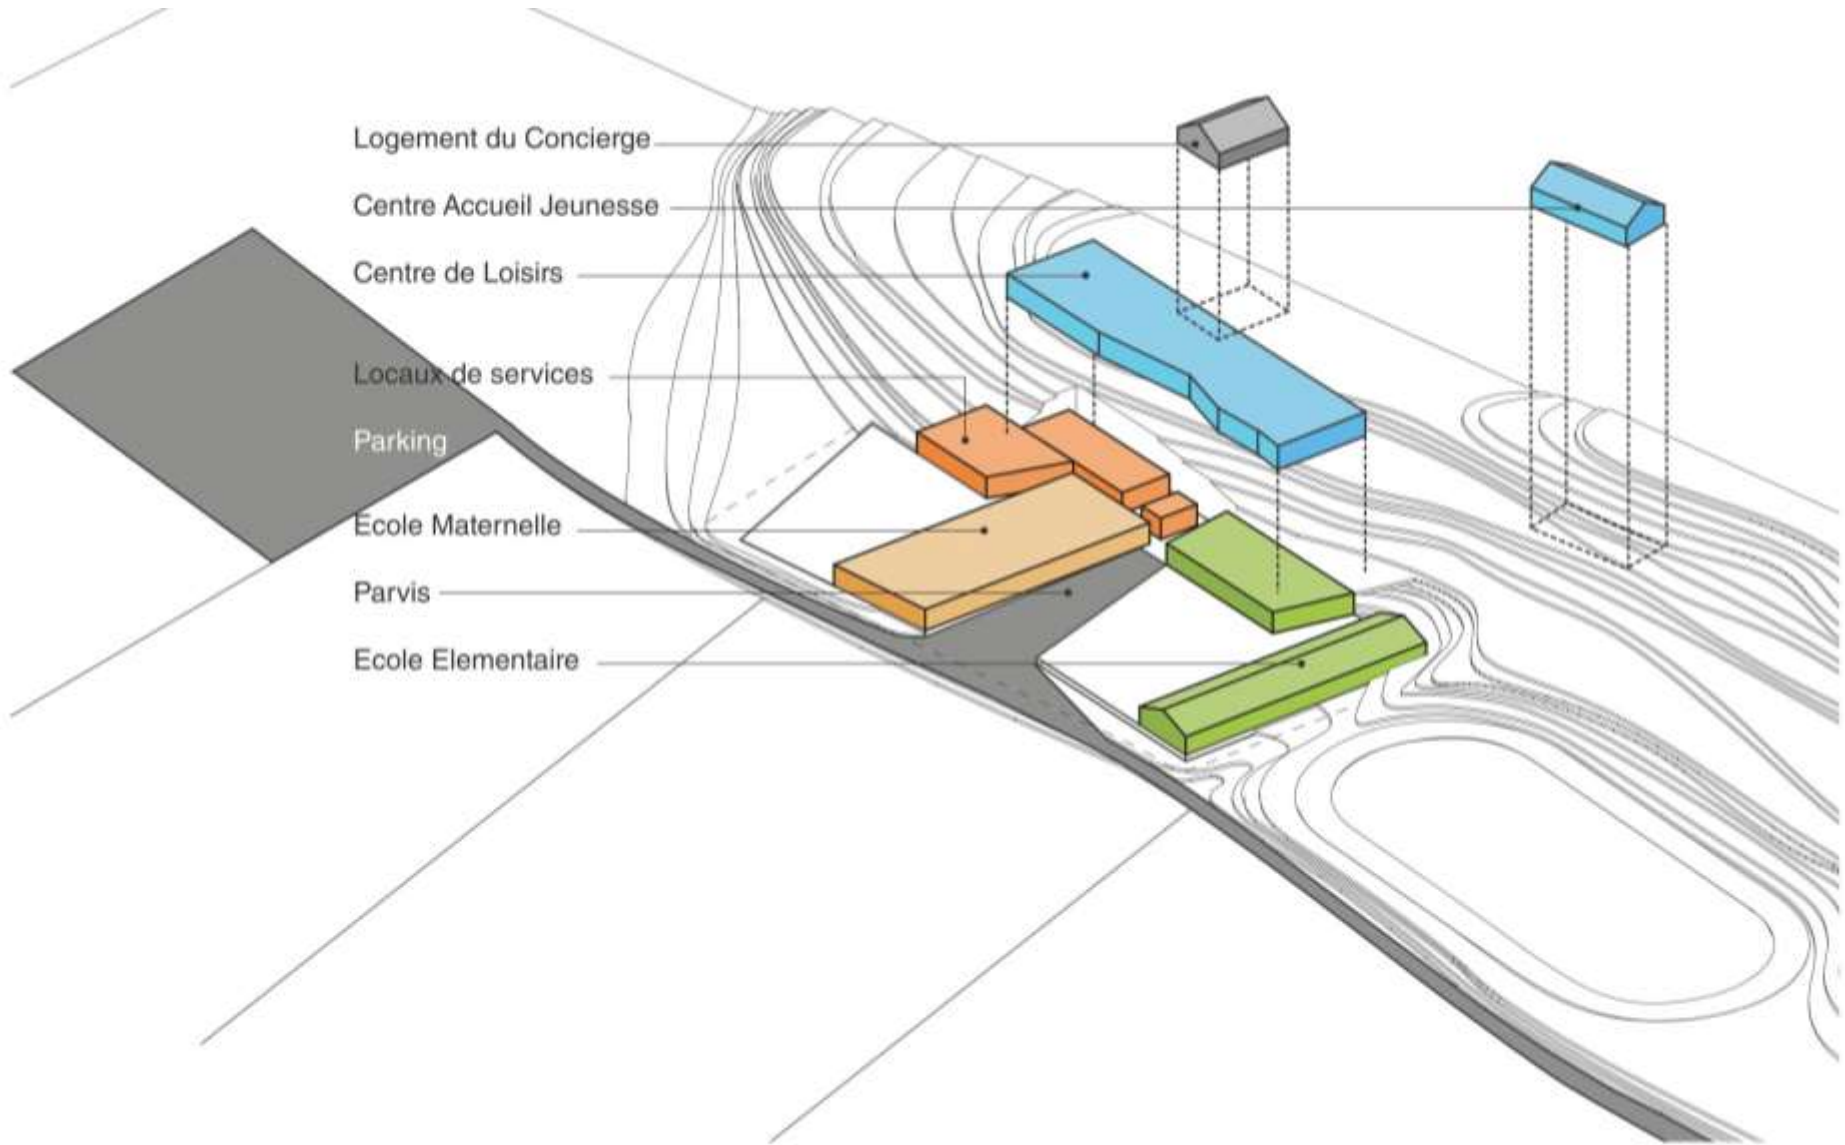 Logement du Concierge
Centre Accueil Jeunesse
Centre de Loisirs
Locaux de services
Parking
Ecole Maternelle
Parvis
Ecole Elementaire